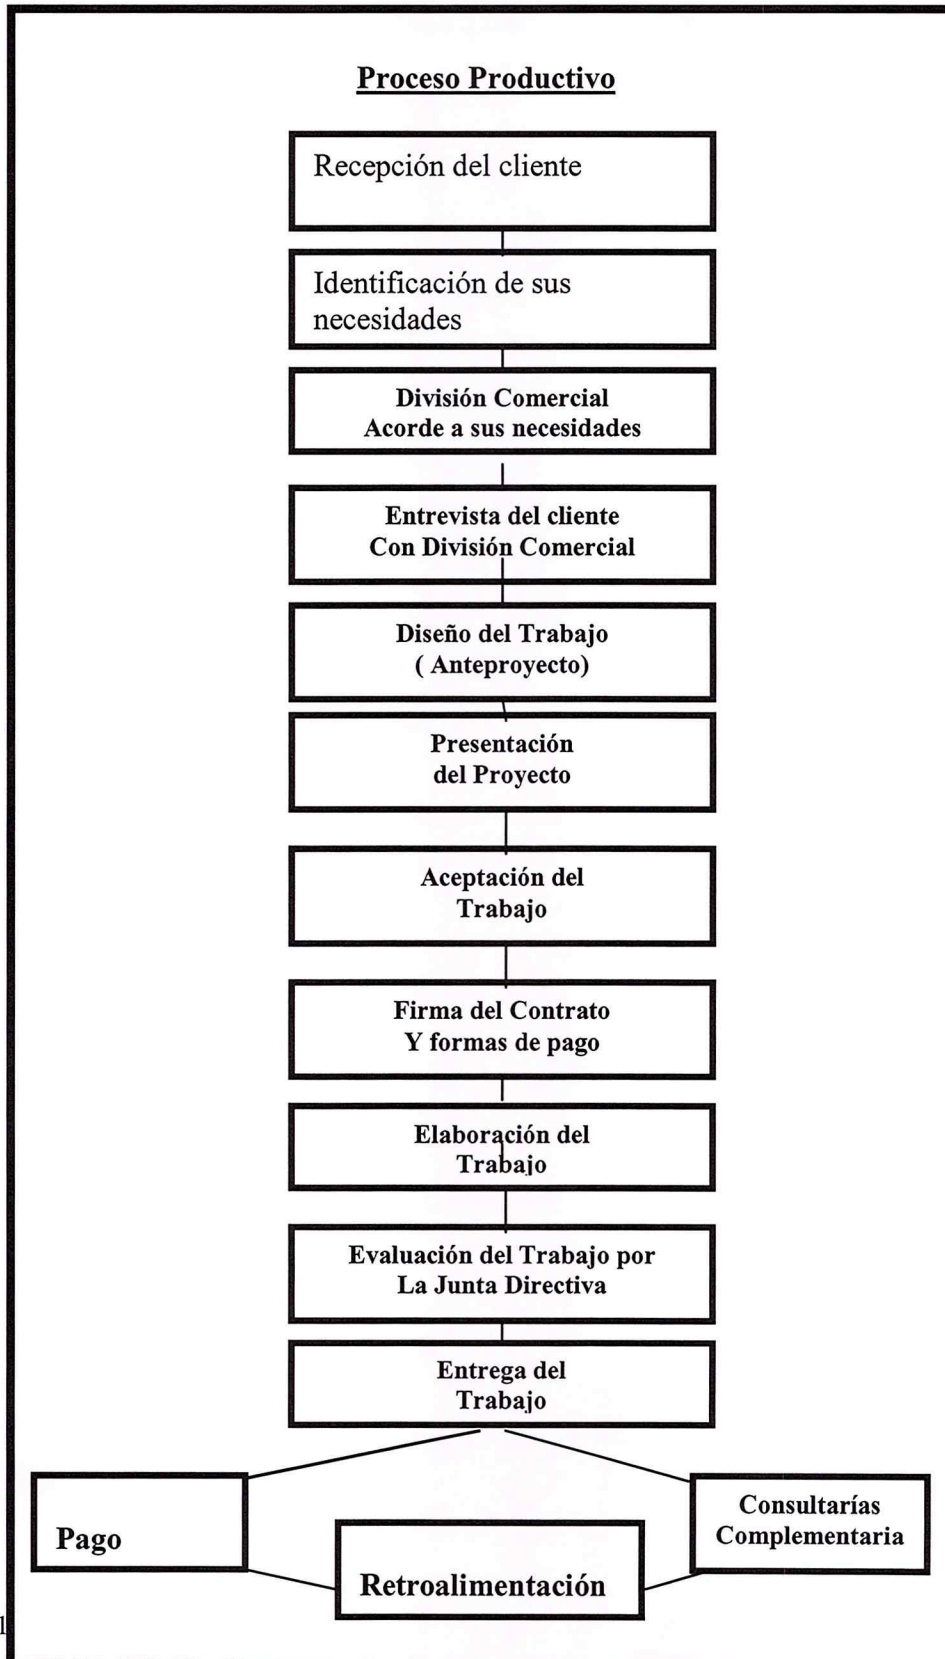 Proceso Productivo
Recepción del cliente
Identificación de sus
necesidades
División Comercial
Acorde a sus necesidades
Entrevista del cliente
Con División Comercial
Diseño del Trabajo
( Anteproyecto)
Presentación
del Proyecto
Aceptación del
Trabajo
Firma del Contrato
Y formas de pago
Elaboración del
Trabajo
Evaluación del Trabajo por
La Junta Directiva
Entrega del
Trabajo
Pago
Consultarías
Complementaria
Retroalimentación